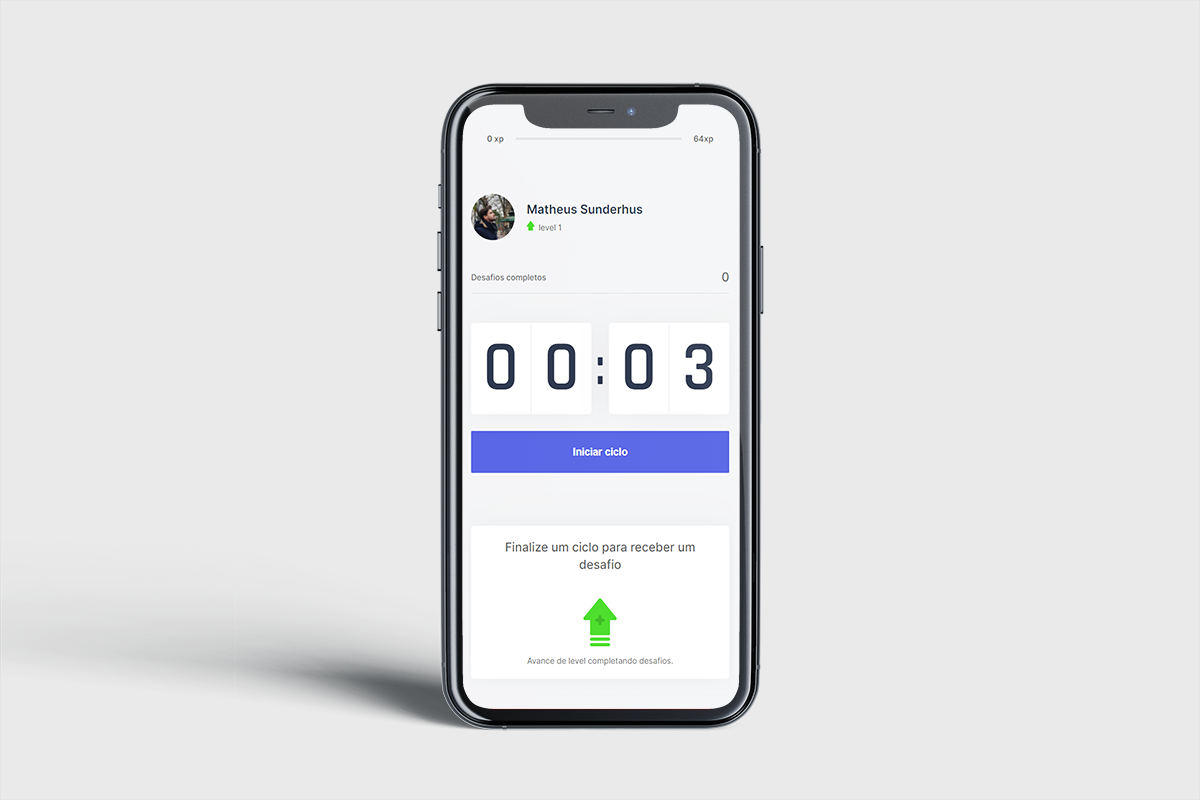 0 xp 64xp
Matheus Sunderhus
level 1
Desafios completos 0
00:03
Iniciar ciclo
Finalize um ciclo para receber um
desafio
Avance de level completando desafios.